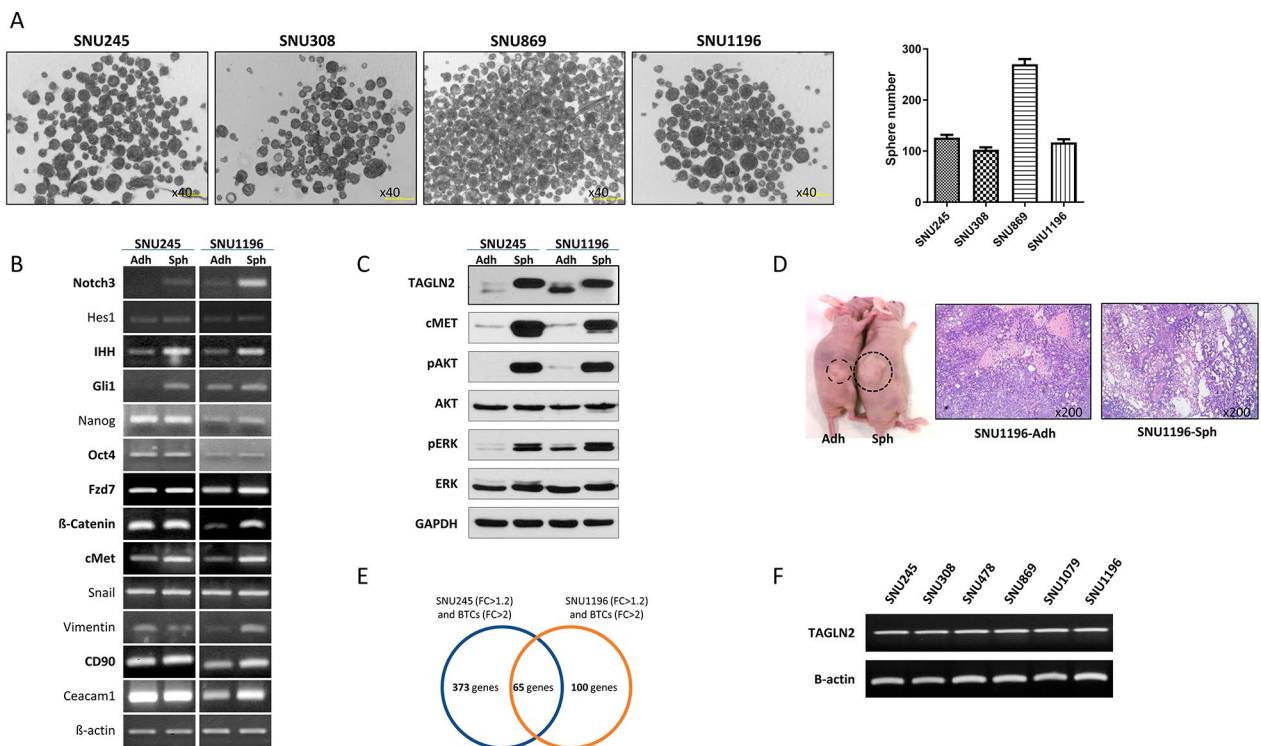 A
SNU245
SNU308
SNU869
SNU1196
x40
x40
x40
x40
Sphere number
300
200
100
0
SNU245
SNU308
SNU869
SNU1196
B
SNU245
SNU1196
Adh
Sph
Adh
Sph
Notch3
Hes1
IHH
Gli1
Nanog
Oct4
Fzd7
ß-Catenin
cMet
Snail
Vimentin
CD90
Ceacam1
ß-actin
C
SNU245
SNU1196
Adh
Sph
Adh
Sph
TAGLN2
cMET
pAKT
AKT
pERK
ERK
GAPDH
D
Adh
Sph
x200
x200
SNU1196-Adh
SNU1196-Sph
E
SNU245 (FC>1.2)
and BTCs (FC>2)
SNU1196 (FC>1.2)
and BTCs (FC>2)
373 genes
65 genes
100 genes
F
SNU245
SNU308
SNU478
SNU869
SNU1079
SNU1196
TAGLN2
B-actin